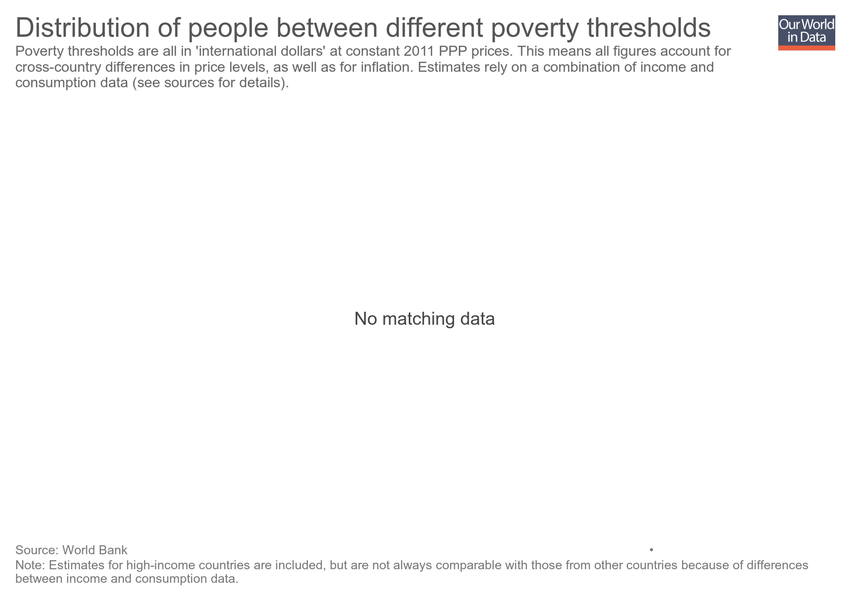 Distribution of people between different poverty thresholds
Our World
in Data
Poverty thresholds are all in 'international dollars' at constant 2011 PPP prices. This means all figures account for
cross-country differences in price levels, as well as for inflation. Estimates rely on a combination of income and
consumption data (see sources for details).
No matching data
Source: World Bank •
Note: Estimates for high-income countries are included, but are not always comparable with those from other countries because of differences
between income and consumption data.